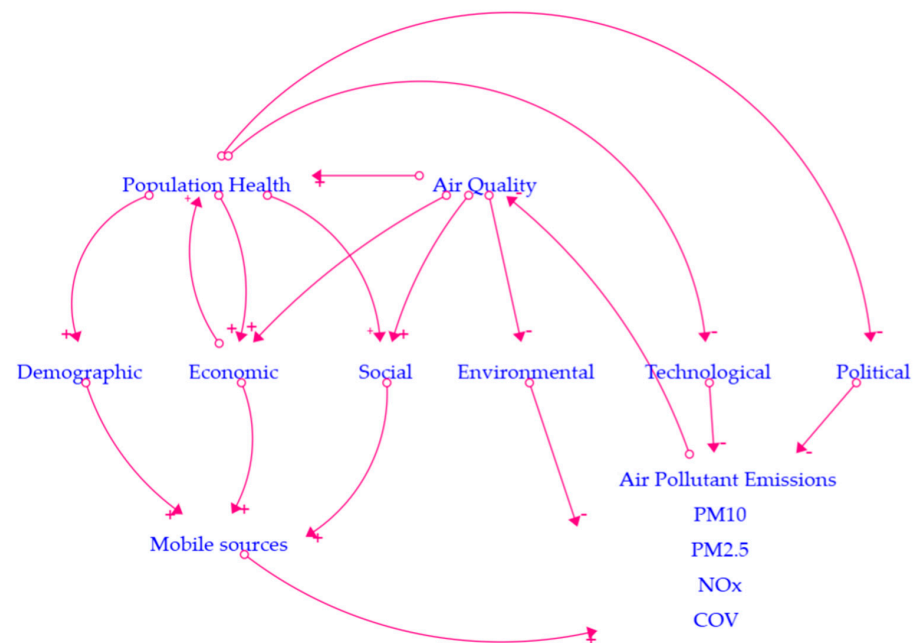 Population Health
Air Quality
Demographic
Economic
Social
Environmental
Technological
Political
Air Pollutant Emissions
PM10
PM2.5
Mobile sources
NOx
COV